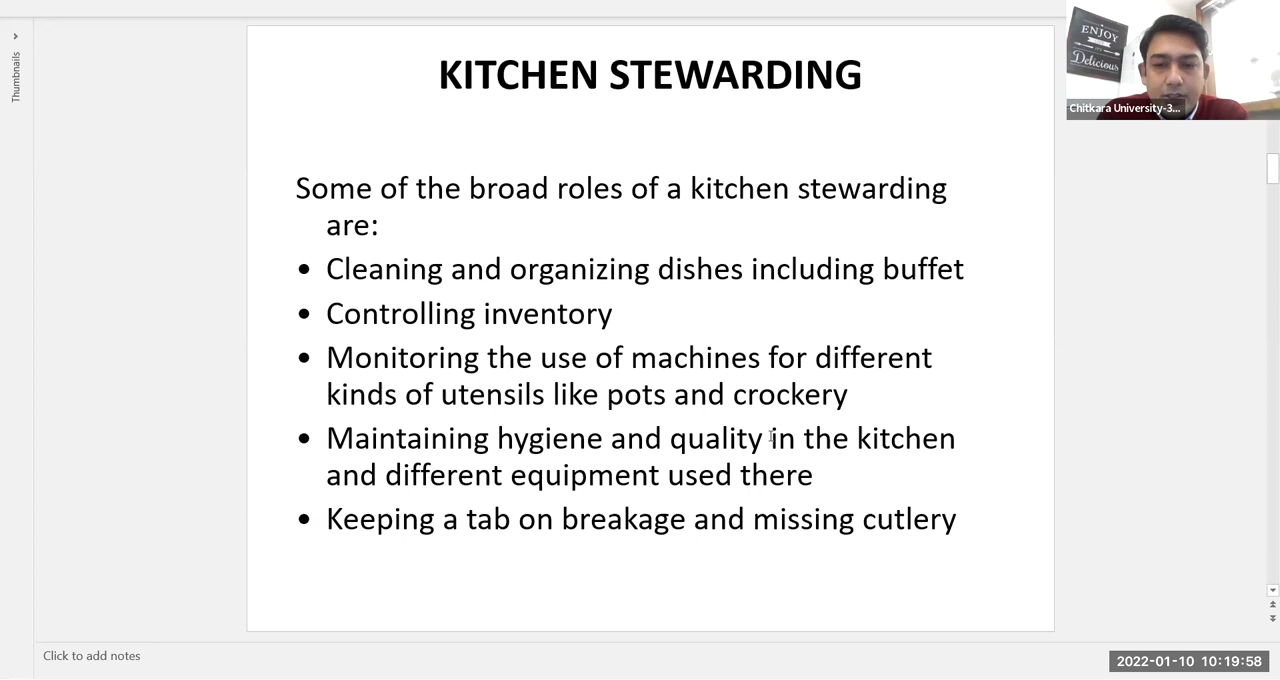 Thumbnails
KITCHEN STEWARDING
Some of the broad roles of a kitchen stewarding
are:
• Cleaning and organizing dishes including buffet
• Controlling inventory
• Monitoring the use of machines for different
kinds of utensils like pots and crockery
• Maintaining hygiene and quality in the kitchen
and different equipment used there
• Keeping a tab on breakage and missing cutlery
ENJOY
Delicious
Chitkara University-3...
Click to add notes
2022-01-10 10:19:58